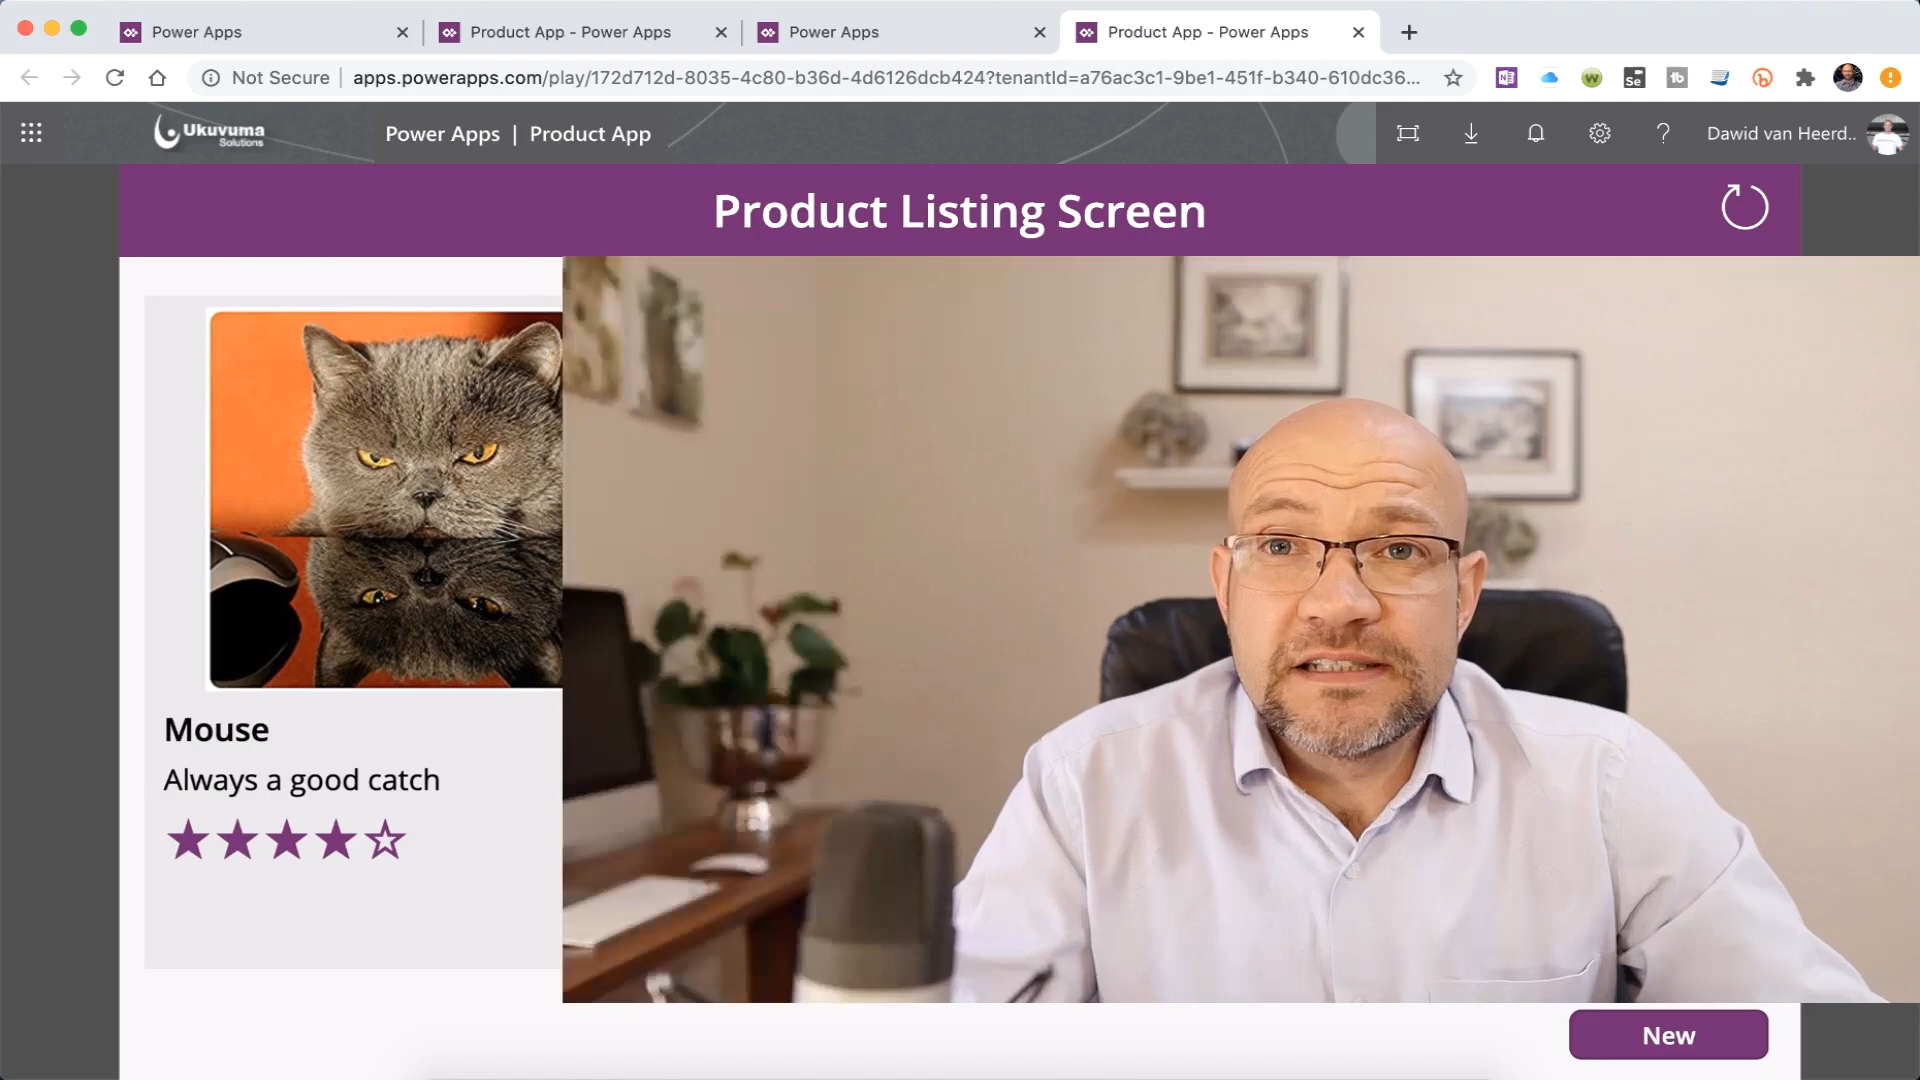 Power Apps
Product App - Power Apps
Power Apps
Product App - Power Apps
Not Secure
apps.powerapps.com/play/172d712d-8035-4c80-b36d-4d6126dcb424?tenantId=a76ac3c1-9be1-451f-b340-610dc36...
Ukuvuma
Solutions
Power Apps | Product App
Dawid van Heerd..
Product Listing Screen
Mouse
Always a good catch
New